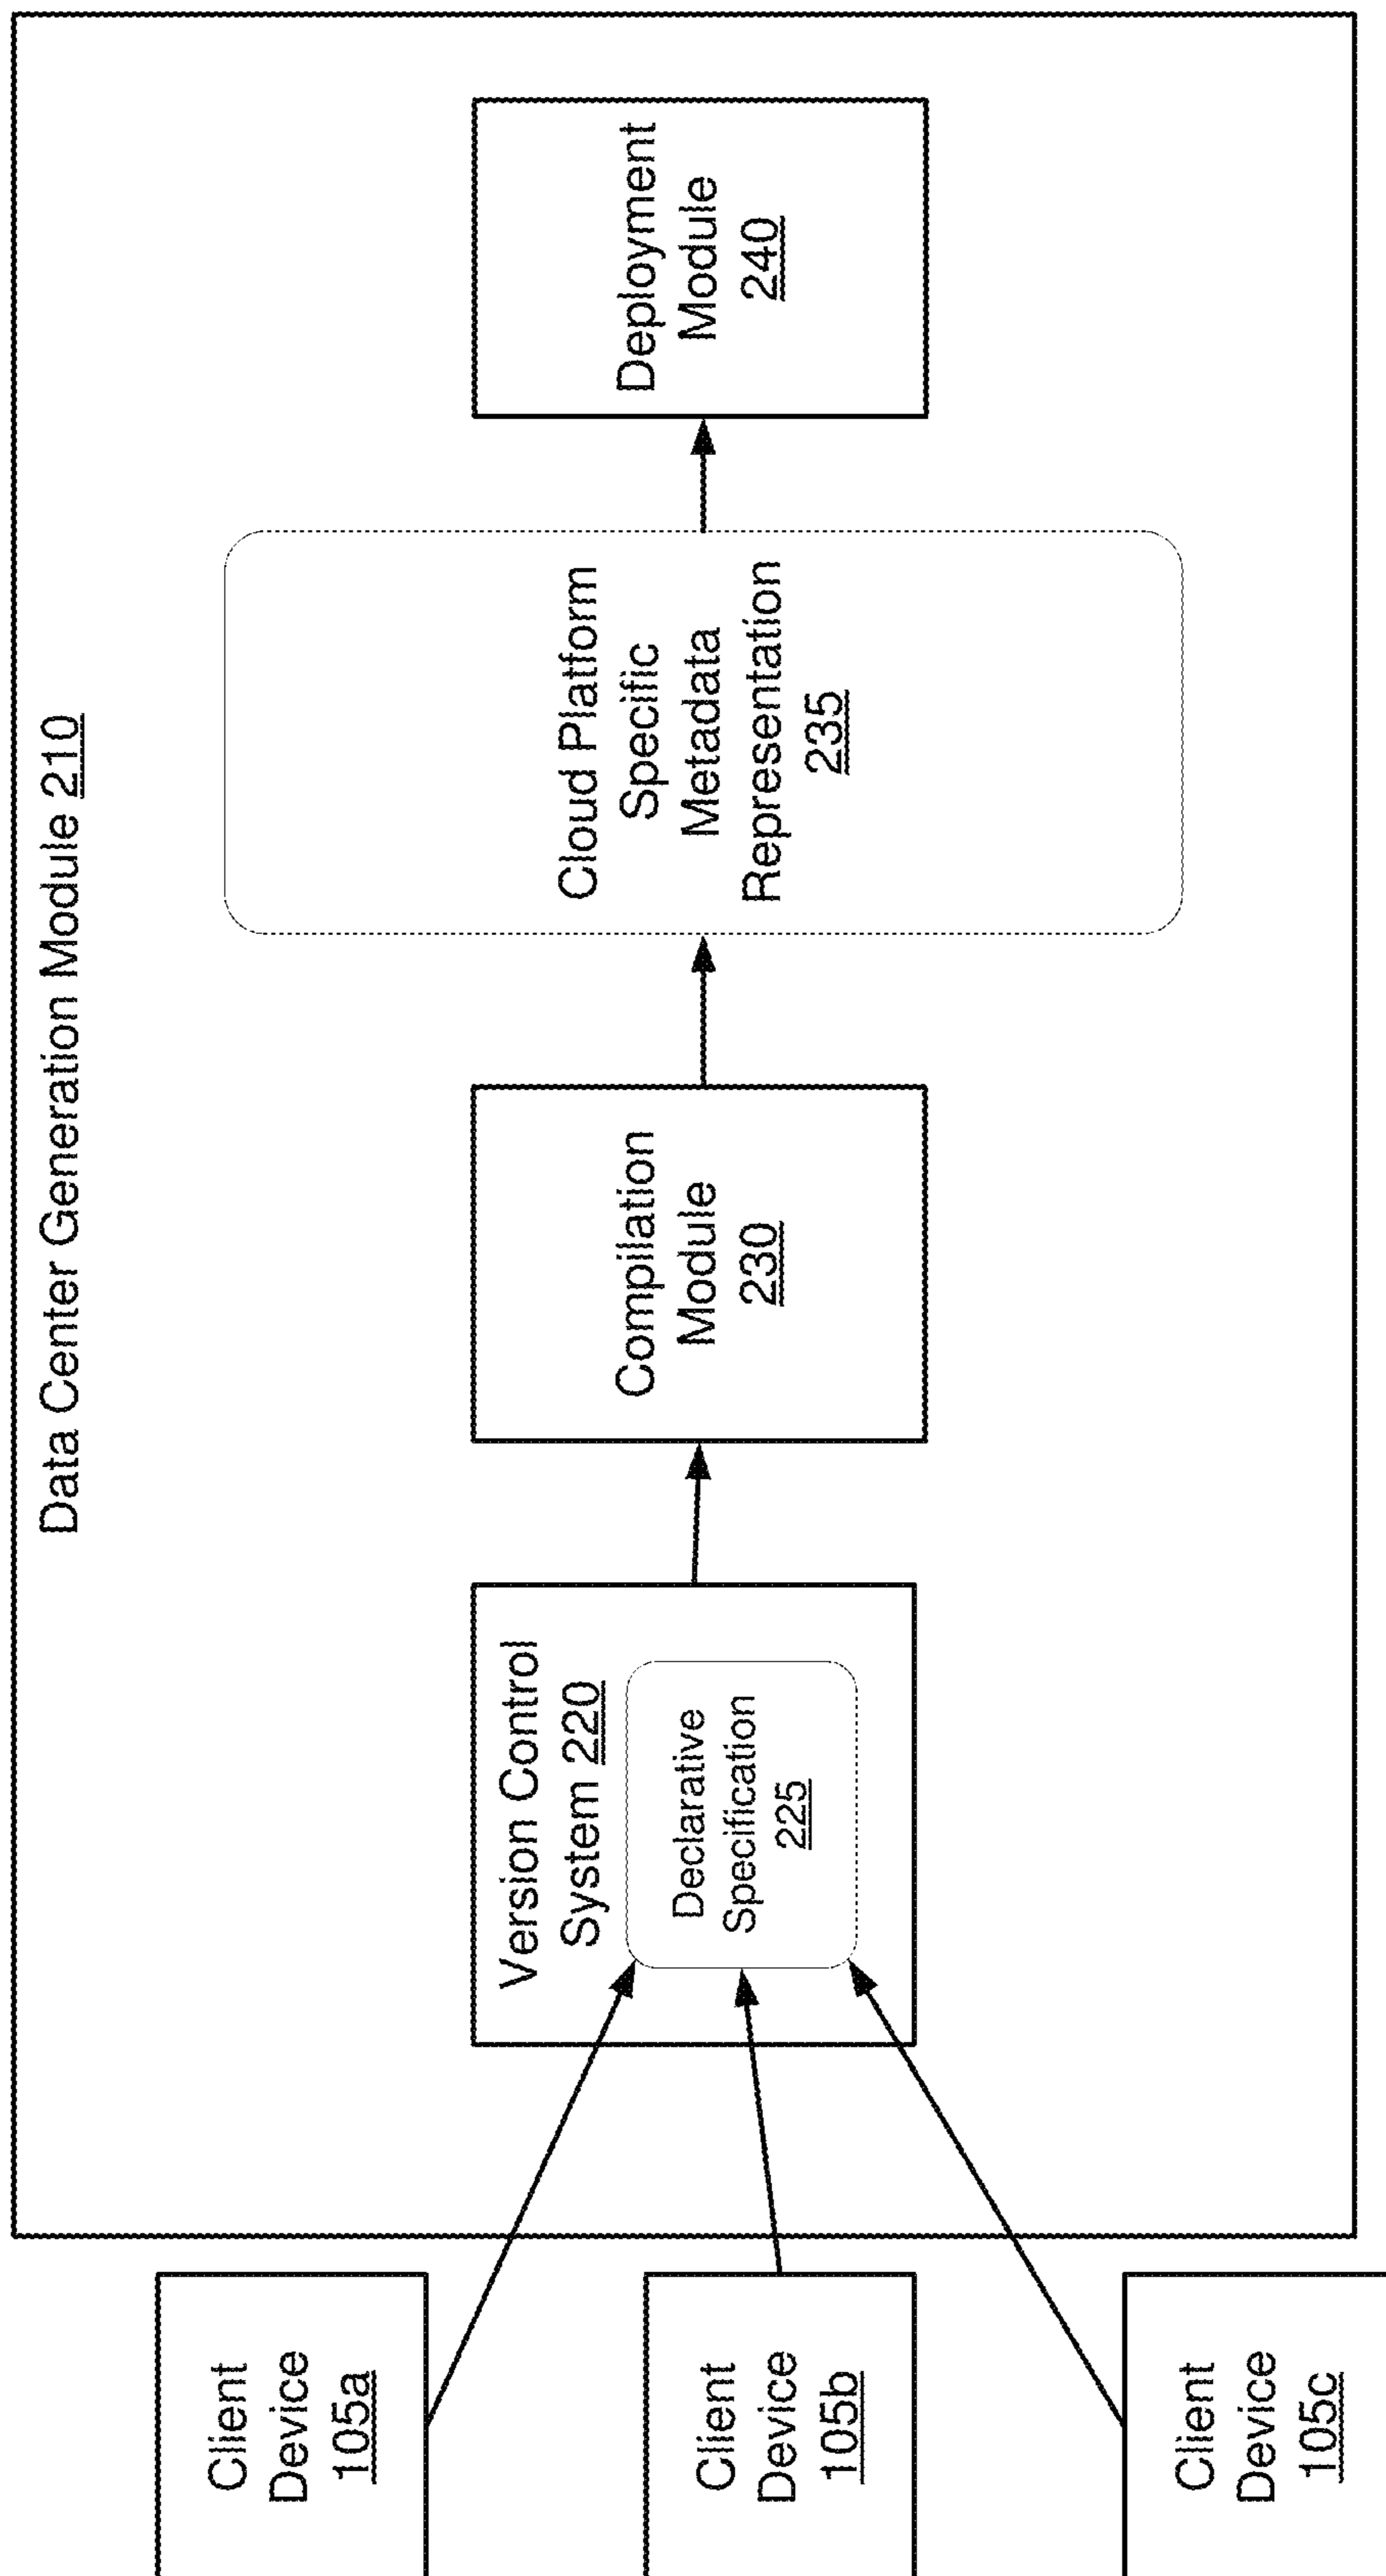 Data Center Generation Module 210
Client
Device
105a
Client
Device
105b
Client
Device
105c
Version Control
System 220
Declarative
Specification
225
Compilation
Module
230
Cloud Platform
Specific
Metadata
Representation
235
Deployment
Module
240